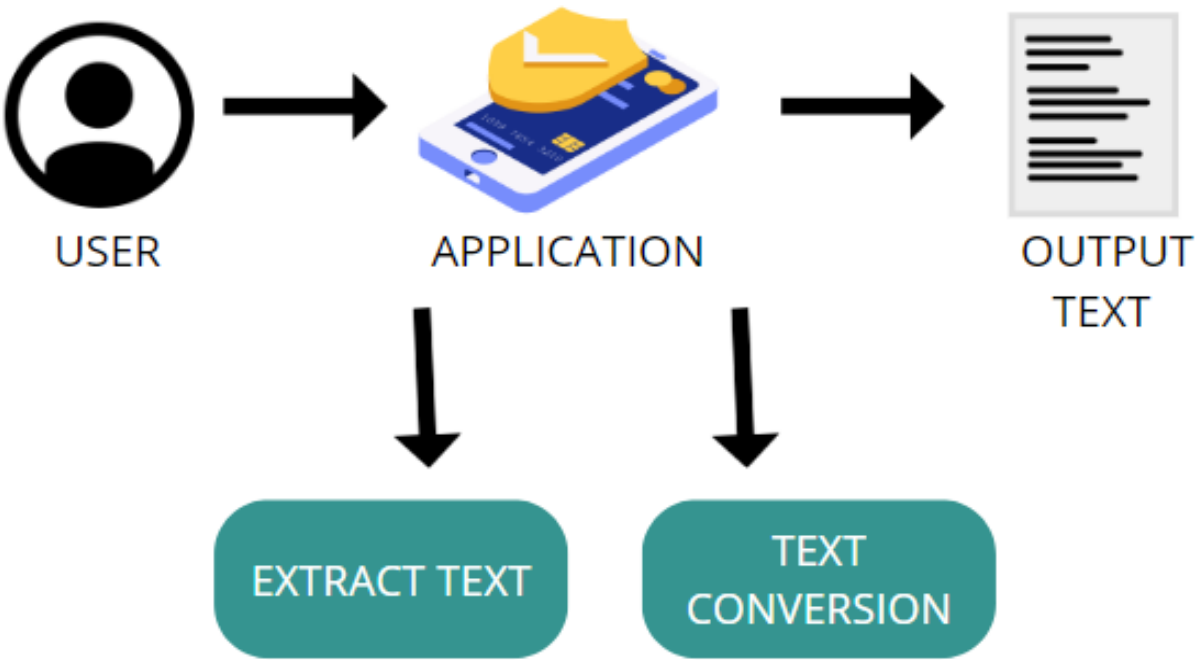 USER
APPLICATION
OUTPUT
TEXT
EXTRACT TEXT
TEXT
CONVERSION